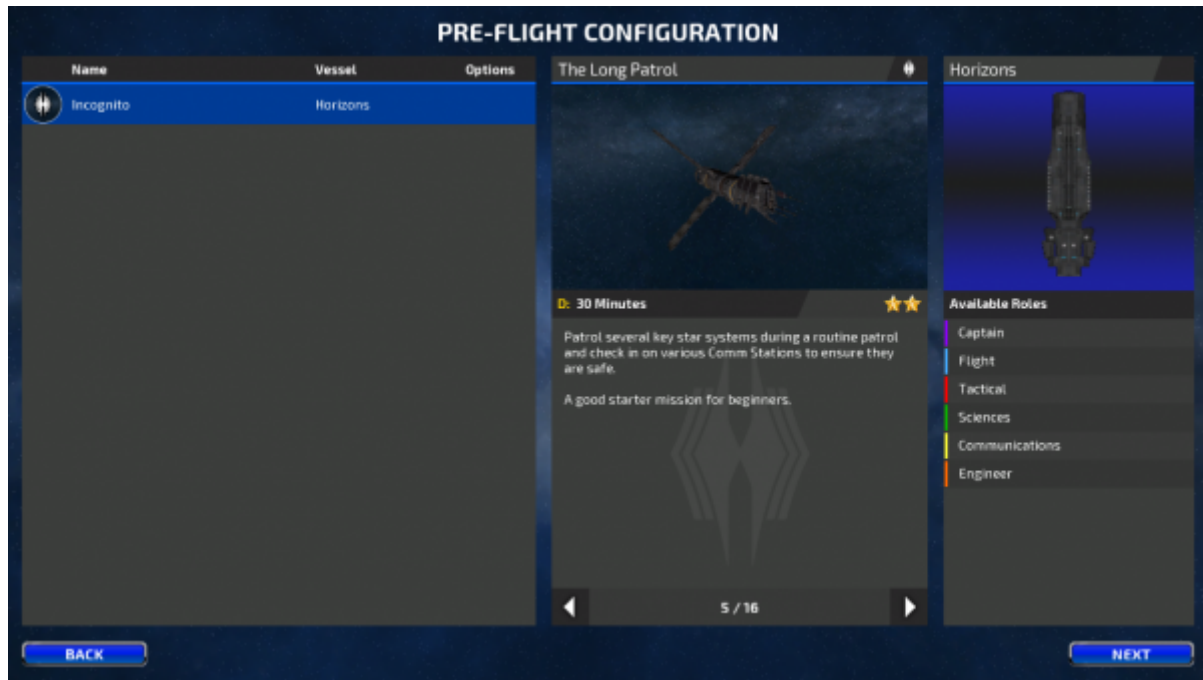 PRE-FLIGHT CONFIGURATION
Name Vessel Options
Incognito Horizons
The Long Patrol
D: 30 Minutes
Patrol several key star systems during a routine patrol
and check in on various Comm Stations to ensure they
are safe.
A good starter mission for beginners.
5 / 16
Horizons
Available Roles
Captain
Flight
Tactical
Sciences
Communications
Engineer
BACK
NEXT